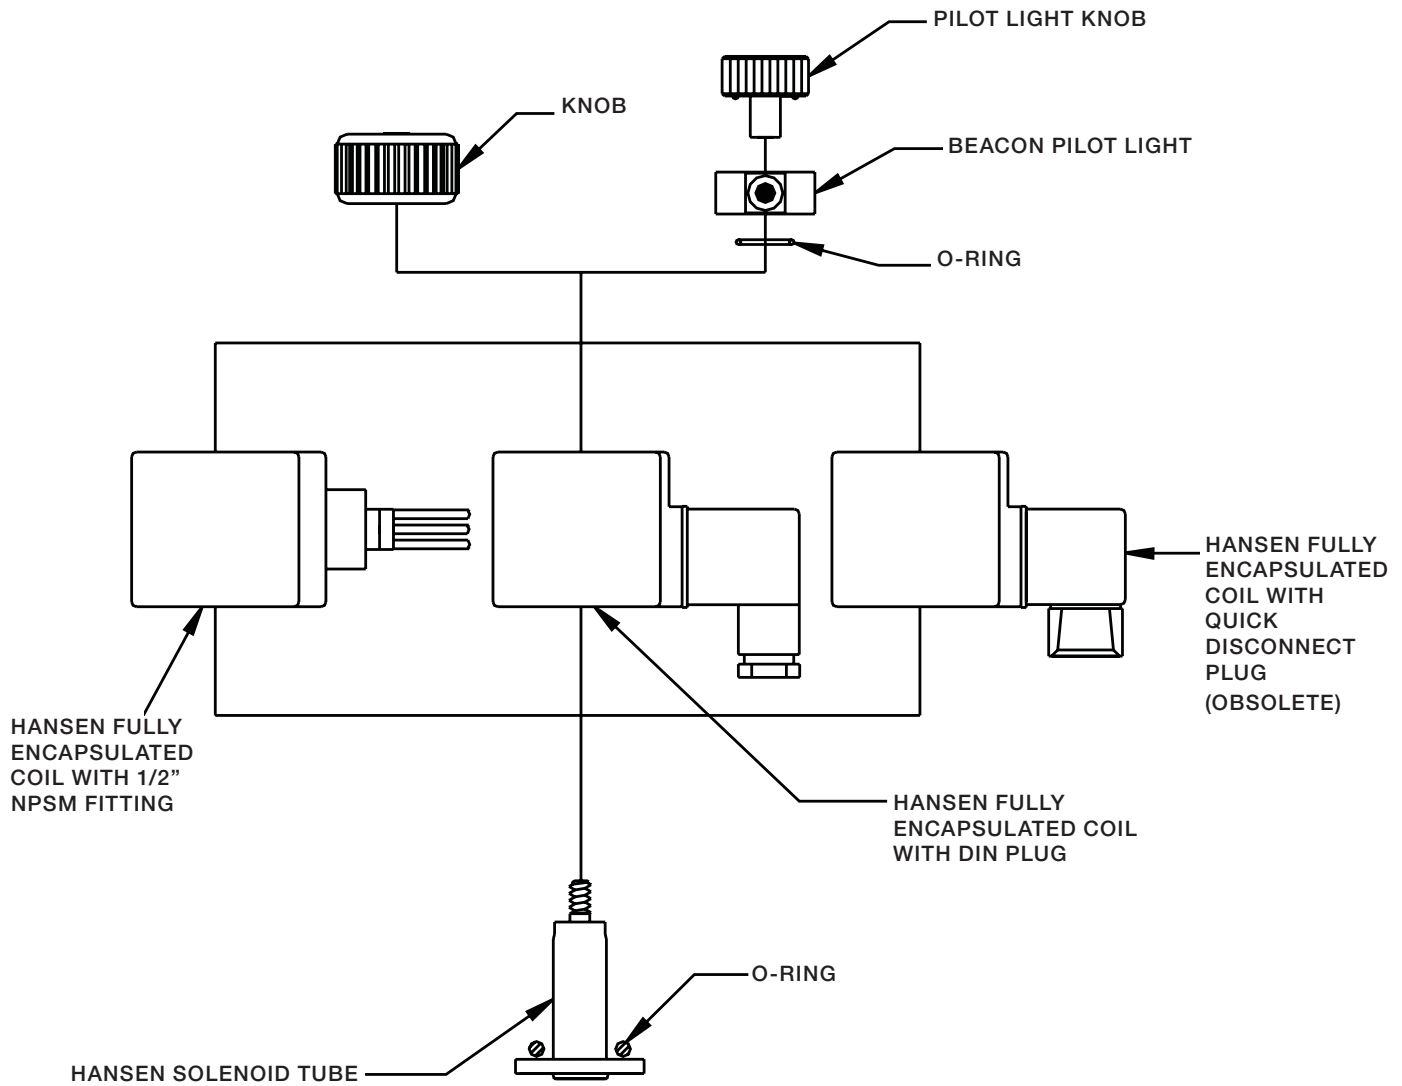 PILOT LIGHT KNOB
KNOB
BEACON PILOT LIGHT
O-RING
HANSEN FULLY
ENCAPSULATED
COIL WITH
QUICK
DISCONNECT
PLUG
(OBSOLETE)
HANSEN FULLY
ENCAPSULATED
COIL WITH 1/2”
NPSM FITTING
HANSEN FULLY
ENCAPSULATED COIL
WITH DIN PLUG
O-RING
HANSEN SOLENOID TUBE